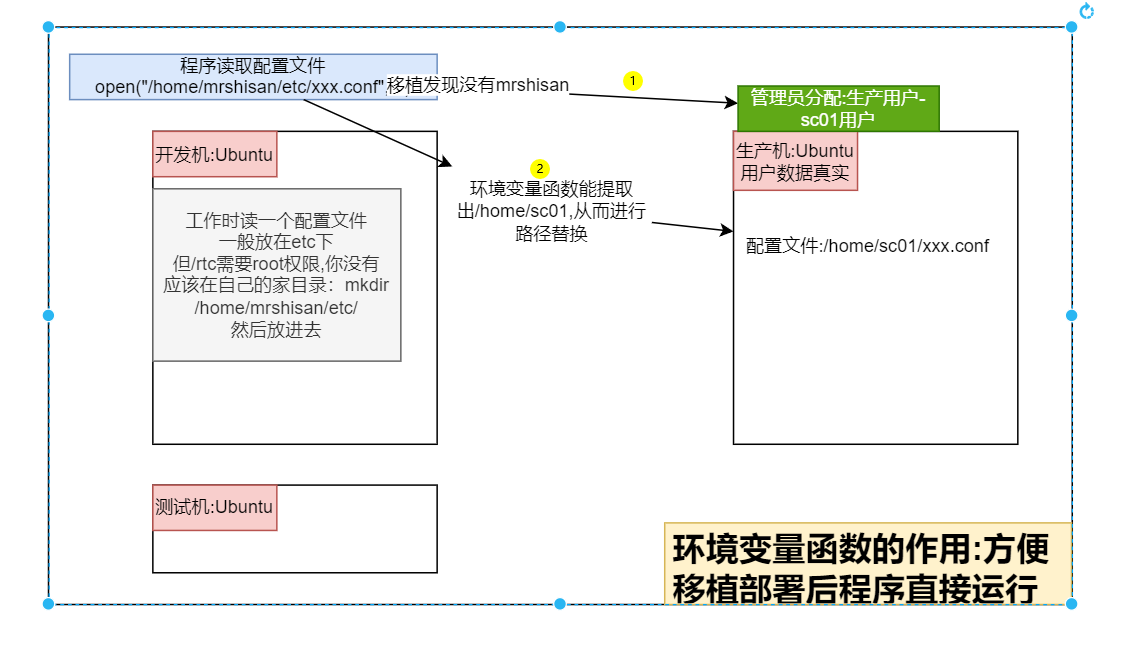 程序读取配置文件
open("/home/mrshisan/etc/xxx.conf"
移植发现没有mrshisan
1
管理员分配:生产用户-
sc01用户
开发机:Ubuntu
生产机:Ubuntu
用户数据真实
2
环境变量函数能提取
出/home/sc01,从而进行
路径替换
工作时读一个配置文件
一般放在etc下
但/rtc需要root权限,你没有
应该在自己的家目录：mkdir
/home/mrshisan/etc/
然后放进去
配置文件:/home/sc01/xxx.conf
测试机:Ubuntu
环境变量函数的作用:方便
移植部署后程序直接运行